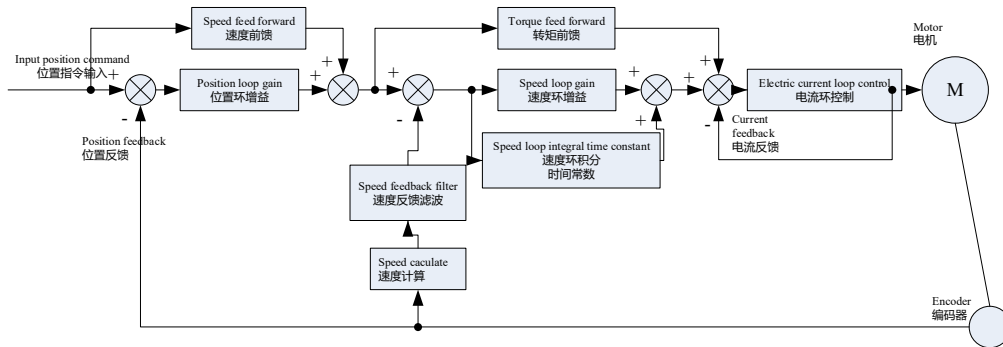 Speed feed forward
速度前馈
Torque feed forward
转矩前馈
Motor
电机
Input position command
位置指令输入
+
+
+
+
-
Position loop gain
位置环增益
+
-
Speed loop gain
速度环增益
+
+
+
-
Electric current loop control
电流环控制
M
Position feedback
位置反馈
Current
feedback
电流反馈
Speed loop integral time constant
速度环积分
时间常数
Speed feedback filter
速度反馈滤波
Speed caculate
速度计算
Encoder
编码器